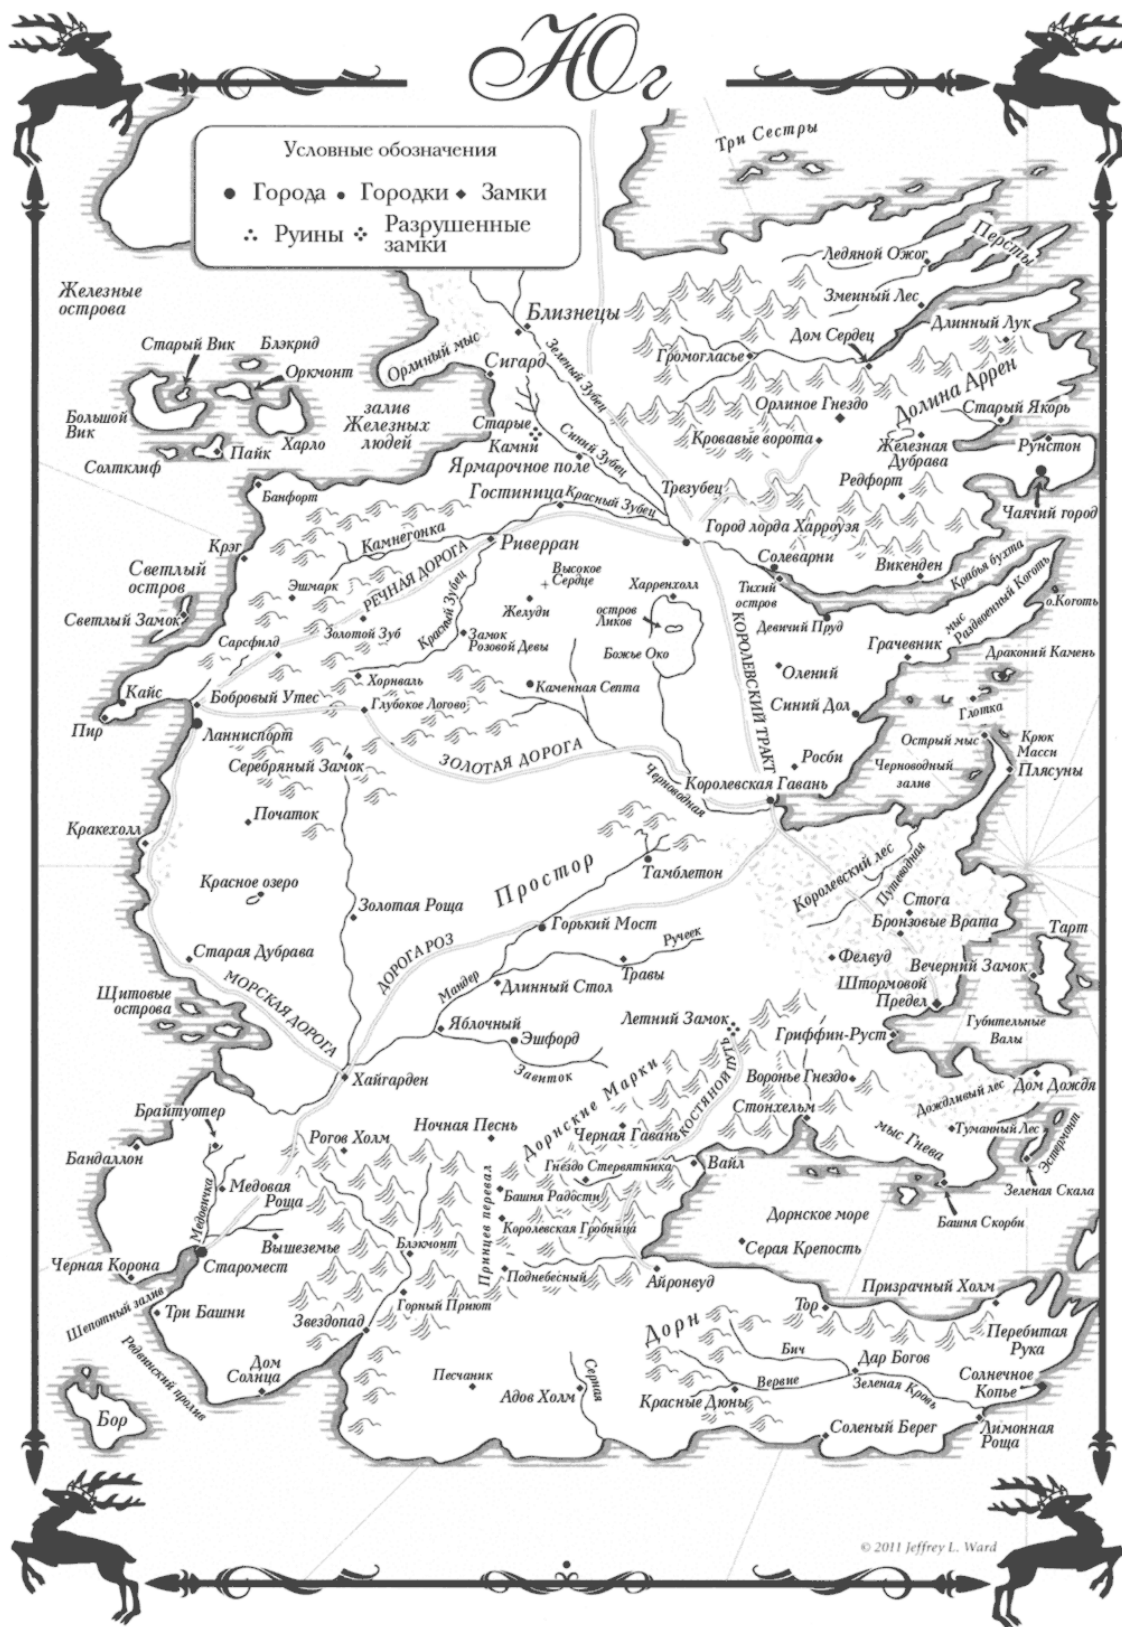 Юг
Условные обозначения
Города Городки Замки
Руины Разрушенные
замки
Три Сестры
Персты
Ледяной Ожог
Змеиный Лес
Железные
острова
Близнецы
Длинный Лук
Дом Сердец
Старый Вик
Блэкрид
Орлиный мыс
Сигард
Зеленый Зубец
Громогласье
Оркмонт
Долина Аррен
Орлиное Гнездо
Большой
Вик
залив
Железных
людей
Старые
Камни
Синий Зубец
Старый Якорь
Харло
Пайк
Солтклиф
Кровавые ворота
Железная
Дубрава
Рунстон
Ярмарочное поле
Редфорт
Банфорт
Гостиница
Красный Зубец
Трезубец
Чаячий город
Камнегонка
Риверран
Город лорда Харроуэя
Крэг
Солеварни
Викенден
Крабья бухта
Светлый
остров
Эшмарк
РЕЧНАЯ ДОРОГА
Высокое
Сердце
Харренхолл
Тихий
остров
мыс
Раздвоенный Коготь
о.Коготь
Светлый Замок
Желуди
остров
Ликов
Девичий Пруд
Золотой Зуб
Красный Зубец
Замок
Розовой Девы
Сарсфилд
Божье Око
КОРОЛЕВСКИЙ ТРАКТ
Грачевник
Драконий Камень
Хорнваль
Олений
Кайс
Бобровый Утес
Глубокое Логово
Каменная Септа
Синий Дол
Глотка
Пир
Ланниспорт
Острый мыс
Крюк
Масси
Серебряный Замок
ЗОЛОТАЯ ДОРОГА
Росби
Черноводный
залив
Плясуны
Черноводная
Королевская Гавань
Початок
Кракехолл
Простор
Тамблетон
Королевский лес
Путеводная
Красное озеро
Золотая Роща
Стога
Горький Мост
Бронзовые Врата
Тарт
Старая Дубрава
ДОРОГА РОЗ
Ручеек
Фелвуд
Вечерний Замок
МОРСКАЯ ДОРОГА
Мандер
Травы
Длинный Стол
Штормовой
Предел
Щитовые
острова
Яблочный
Летний Замок
Эшфорд
Гриффин-Руст
Губительные
Валы
Завиток
Хайгарден
Дорнские Марки
КОСТЯНОЙ ПУТЬ
Воронье Гнездо
Дождливый лес
Дом Дождя
Брайтуотер
Рогов Холм
Ночная Песнь
Черная Гавань
Стонхельм
мыс Гнева
Туманный Лес
Эстермонт
Бандаллон
Гнездо Стервятника
Вайл
Медовая
Роща
Медовичка
Принцев перевал
Башня Радости
Зеленая Скала
Королевская Гробница
Дорнское море
Башня Скорби
Вышеземье
Блэкмонт
Серая Крепость
Черная Корона
Старомест
Поднебесный
Айронвуд
Шепотный залив
Три Башни
Горный Приют
Призрачный Холм
Звездопад
Тор
Дорн
Перебитая
Рука
Редвинский пролив
Дом
Солнца
Песчаник
Серная
Бич
Дар Богов
Солнечное
Копье
Бор
Адов Холм
Вервие
Зеленая Кровь
Красные Дюны
Соленый Берег
Лимонная
Роща
© 2011 Jeffrey L. Ward